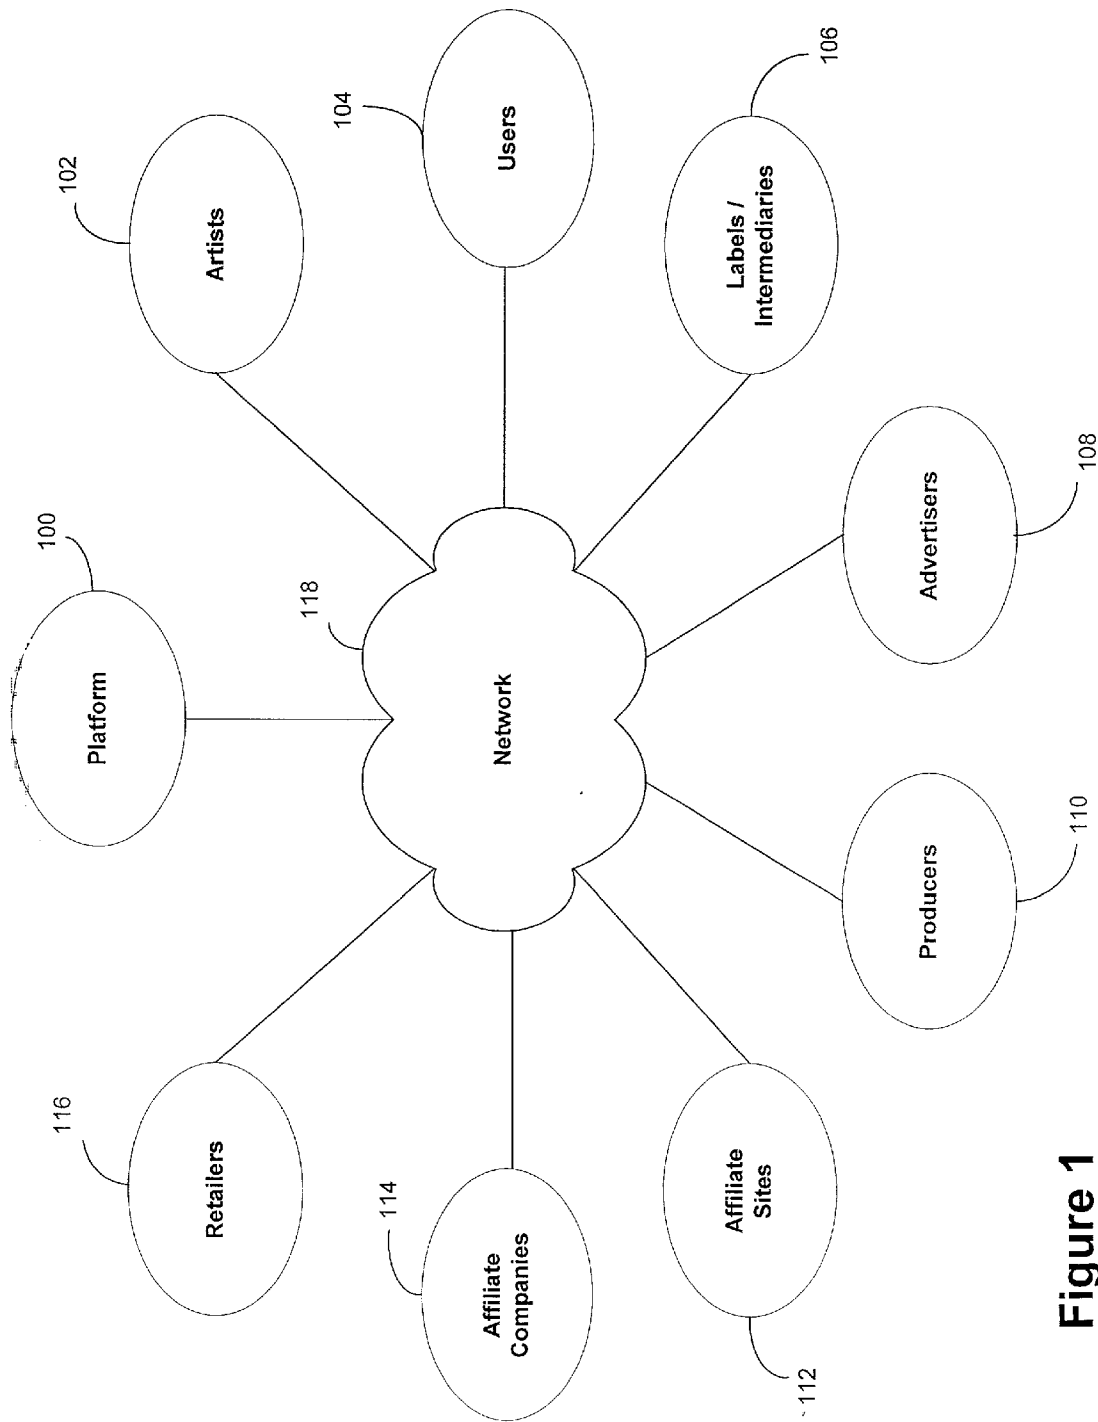 100
Platform
116
102
Retailers
Artists
118
114
104
Affiliate
Companies
Network
Users
112
Affiliate
Sites
Labels /
Intermediaries
106
Producers
Advertisers
110
108
Figure 1